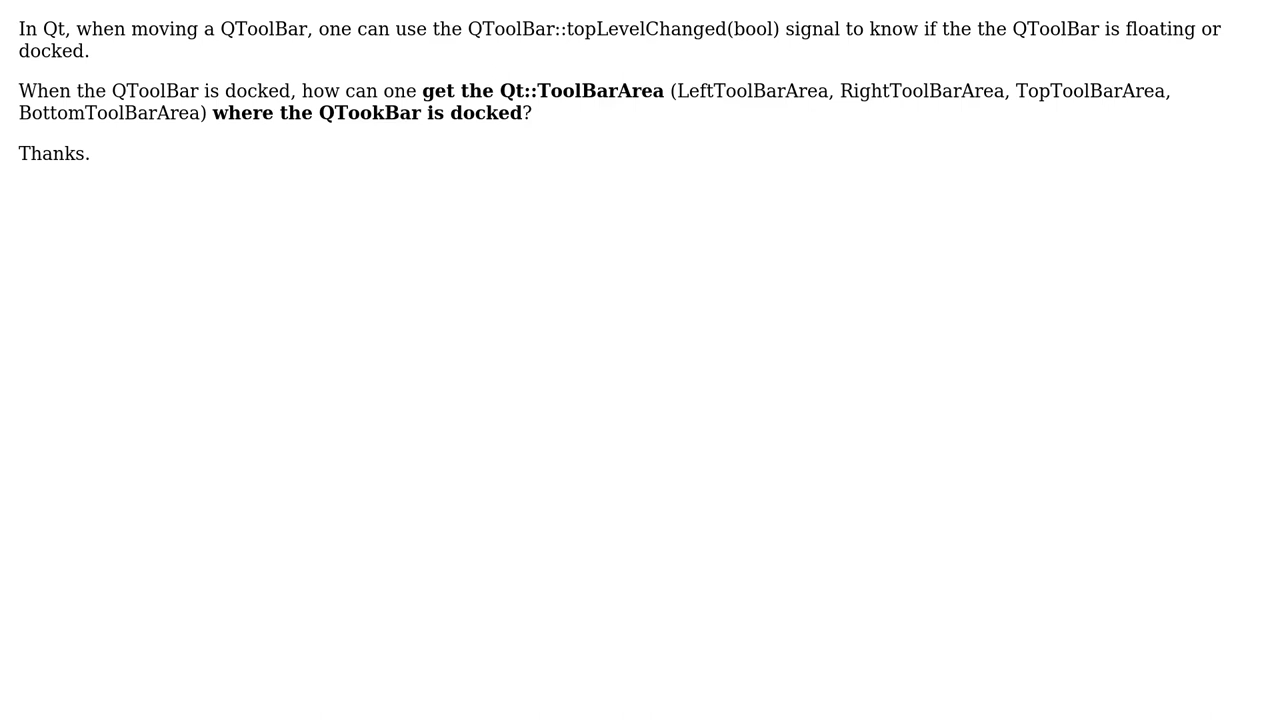 In Qt, when moving a QToolBar, one can use the QToolBar::topLevelChanged(bool) signal to know if the the QToolBar is floating or
docked.
When the QToolBar is docked, how can one get the Qt::ToolBarArea (LeftToolBarArea, RightToolBarArea, TopToolBarArea,
BottomToolBarArea) where the QTookBar is docked?
Thanks.